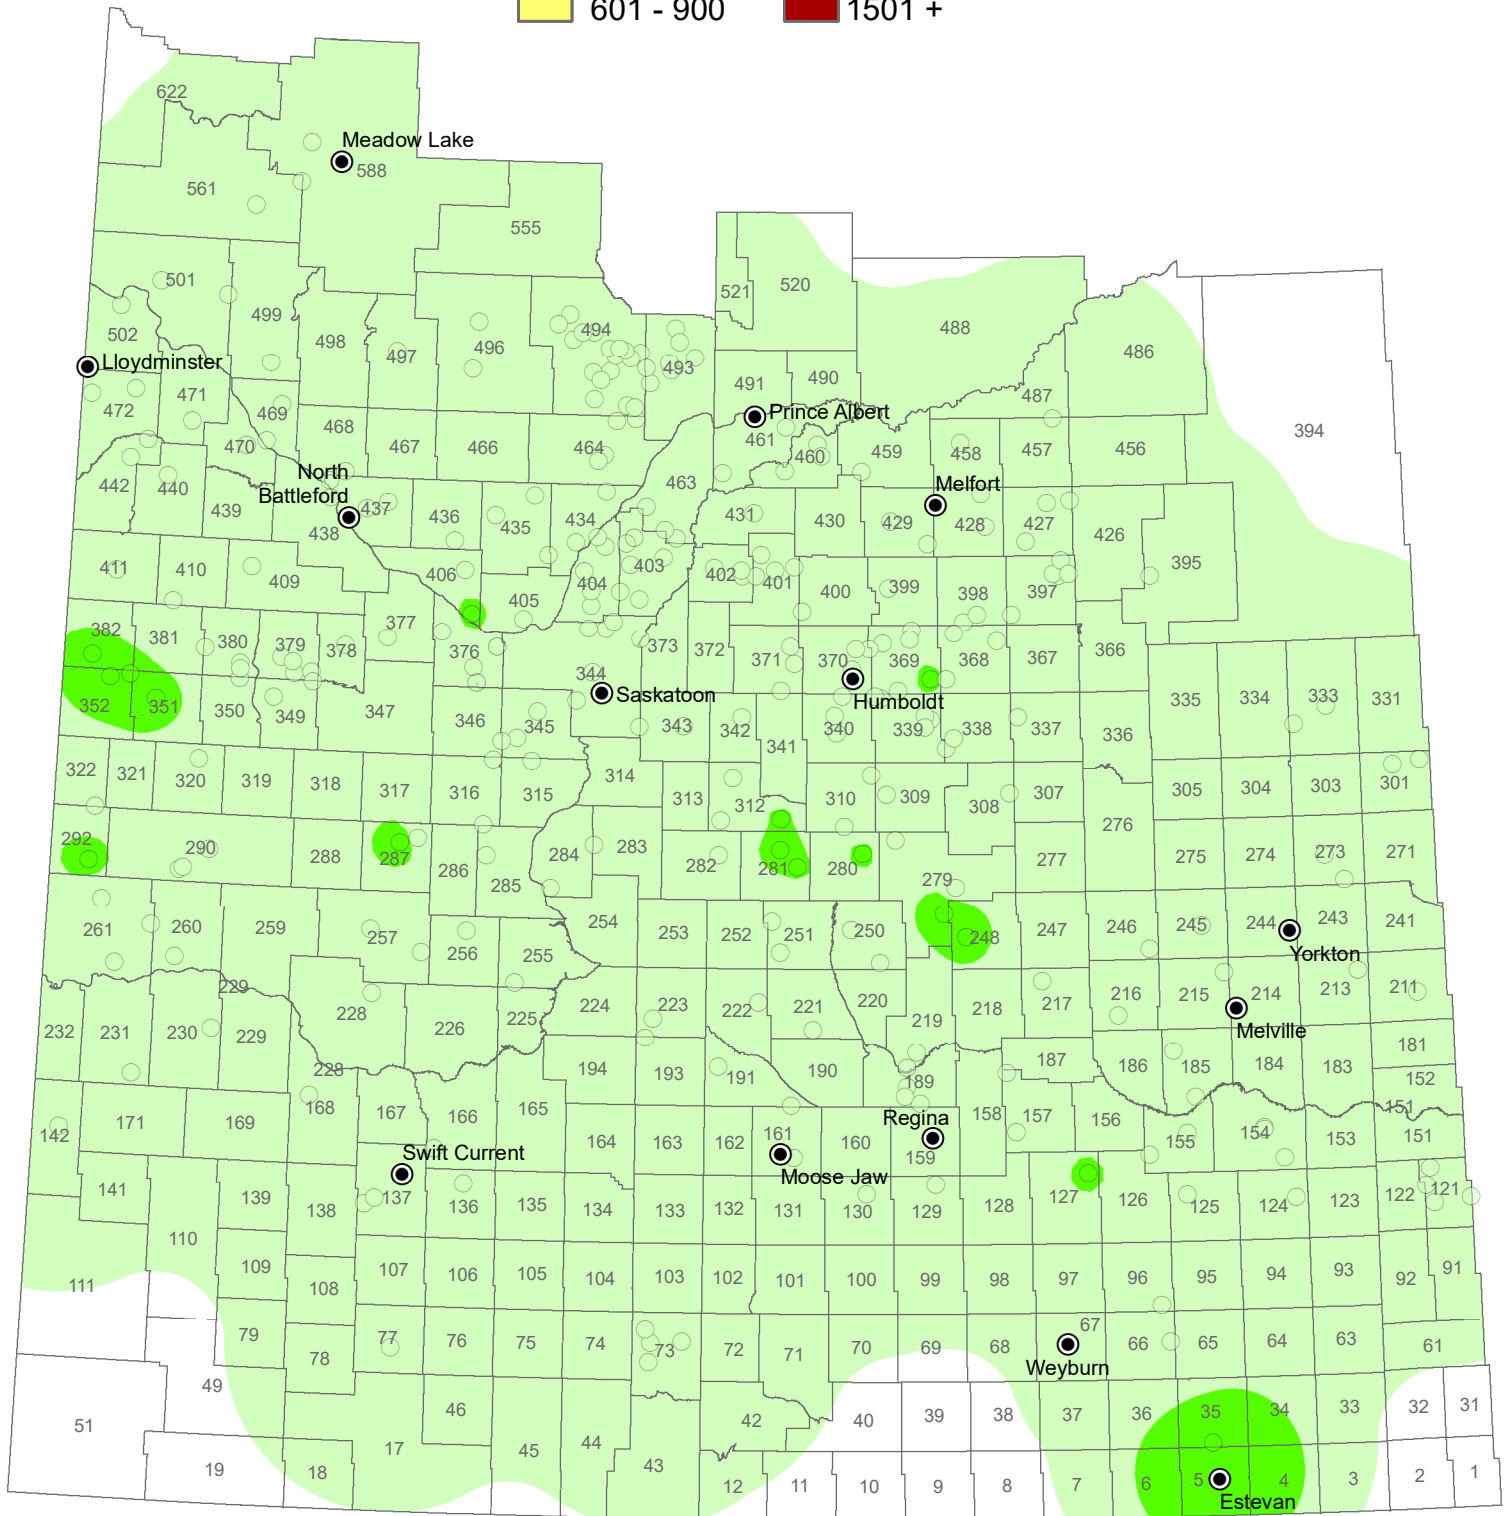 601 - 900 1501 +
622
Meadow Lake
588
561
555
501
521 520
499
502
498
497 496 494
488
486
Lloydminster
493
472 471
469
491 490
487
Prince Albert
394
468 467 466 464
470
461
460 459 458 457 456
North
Battleford
442 440
439
437
438
436 435 434
463
431 430 429
Melfort
428 427
426
411 410 409
406
405 404 403
402 401 400 399 398 397
395
382 381 380 379 378
377
376
373 372 371 370 369 368 367 366
344
Saskatoon
Humboldt
352 351 350 349 347
346 345
343 342 341 340 339 338 337 336
335 334 333 331
322 321 320 319 318 317 316 315
314
313 312 310 309 308 307
305 304 303 301
276
292 290 288 287 286 285
284 283 282 281 280
279
277
275 274 273 271
261 260 259 257 256 255
254 253 252 251 250
248 247 246 245 244 243 241
Yorkton
229
232 231 230 229
228 226 225
224 223 222 221 220
219 218 217 216 215 214 213 211
Melville
228
194 193 191 190 189
187 186 185 184 183 181
152
151
142 171 169 168 167 166 165
164 163 162 161 160
Regina
159
158 157 156 155 154 153 151
Swift Current
Moose Jaw
141
139 138 137 136 135 134 133 132 131 130 129 128 127 126 125 124 123 122 121
110
111
109 108 107 106 105 104 103 102 101 100 99 98 97 96 95 94 93 92 91
79 78 77 76 75 74 73 72 71 70 69 68 67 66 65 64 63 61
Weyburn
51 49
46
42 40 39 38 37 36 35 34 33 32 31
19 18 17 45 44 43
12 11 10 9 8 7 6 5 4 3 2 1
Estevan